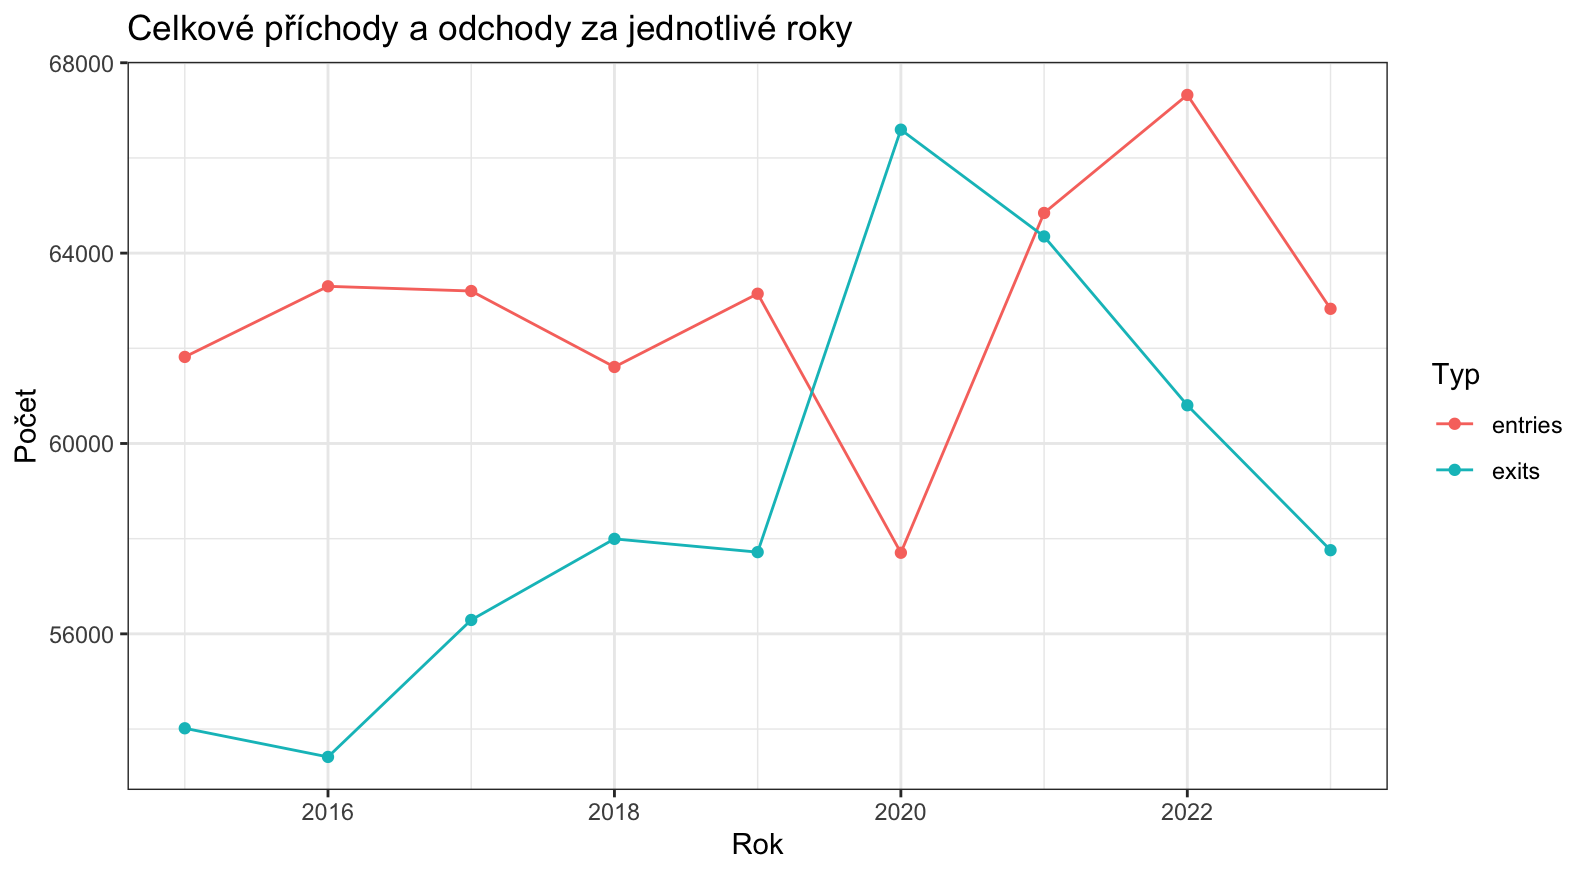 Celkové příchody a odchody za jednotlivé roky
68000
64000
60000
56000
Počet
2016
2018
2020
2022
Rok
Typ
entries
exits